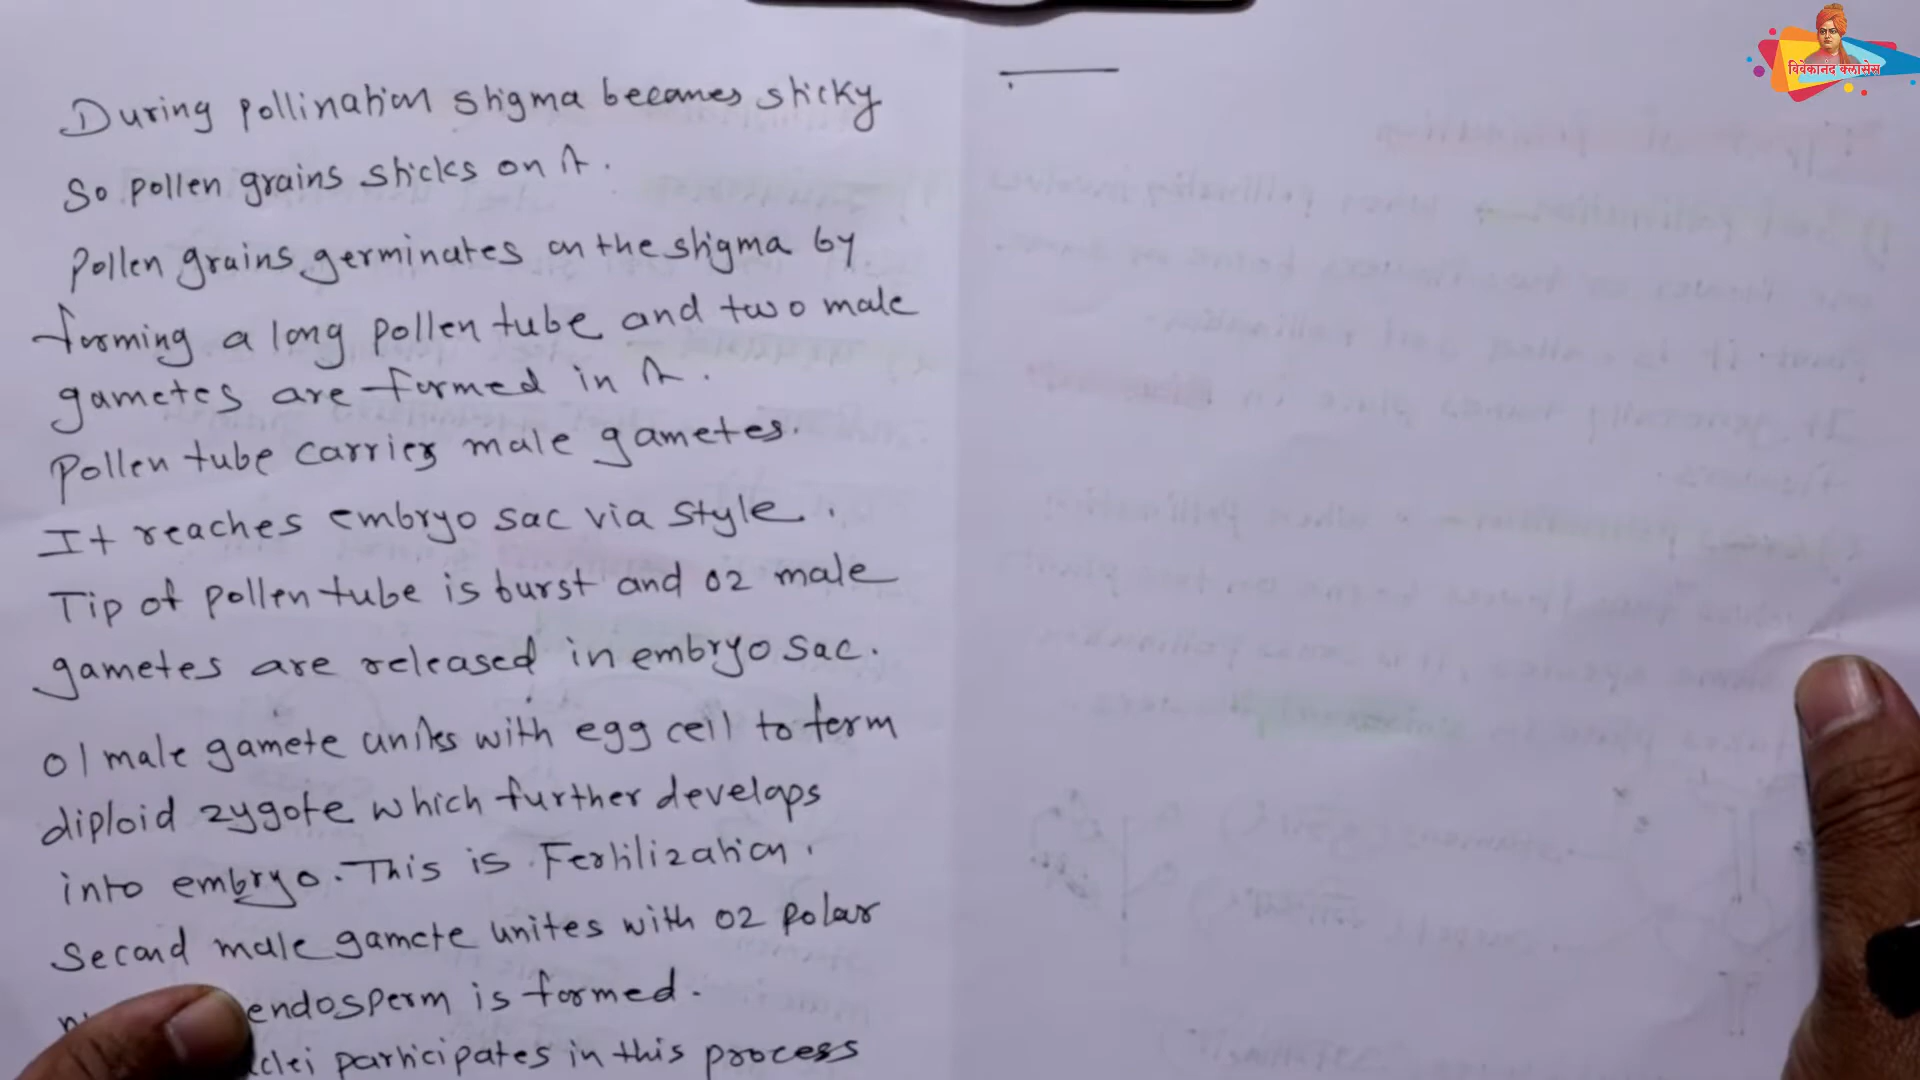 During pollination stigma becomes sticky
So pollen grains sticks on it.
Pollen grains germinates on the stigma by
forming a long pollen tube and two male
gametes are formed in it.
Pollen tube carries male gametes.
It reaches embryo sac via style.
Tip of pollen tube is burst and 02 male
gametes are released in embryo sac.
01 male gamete unites with egg cell to form
diploid zygote which further develops
into embryo. This is Fertilization.
Second male gamete unites with 02 polar
endosperm is formed.
participates in this process
विवेकानंद क्लासेस